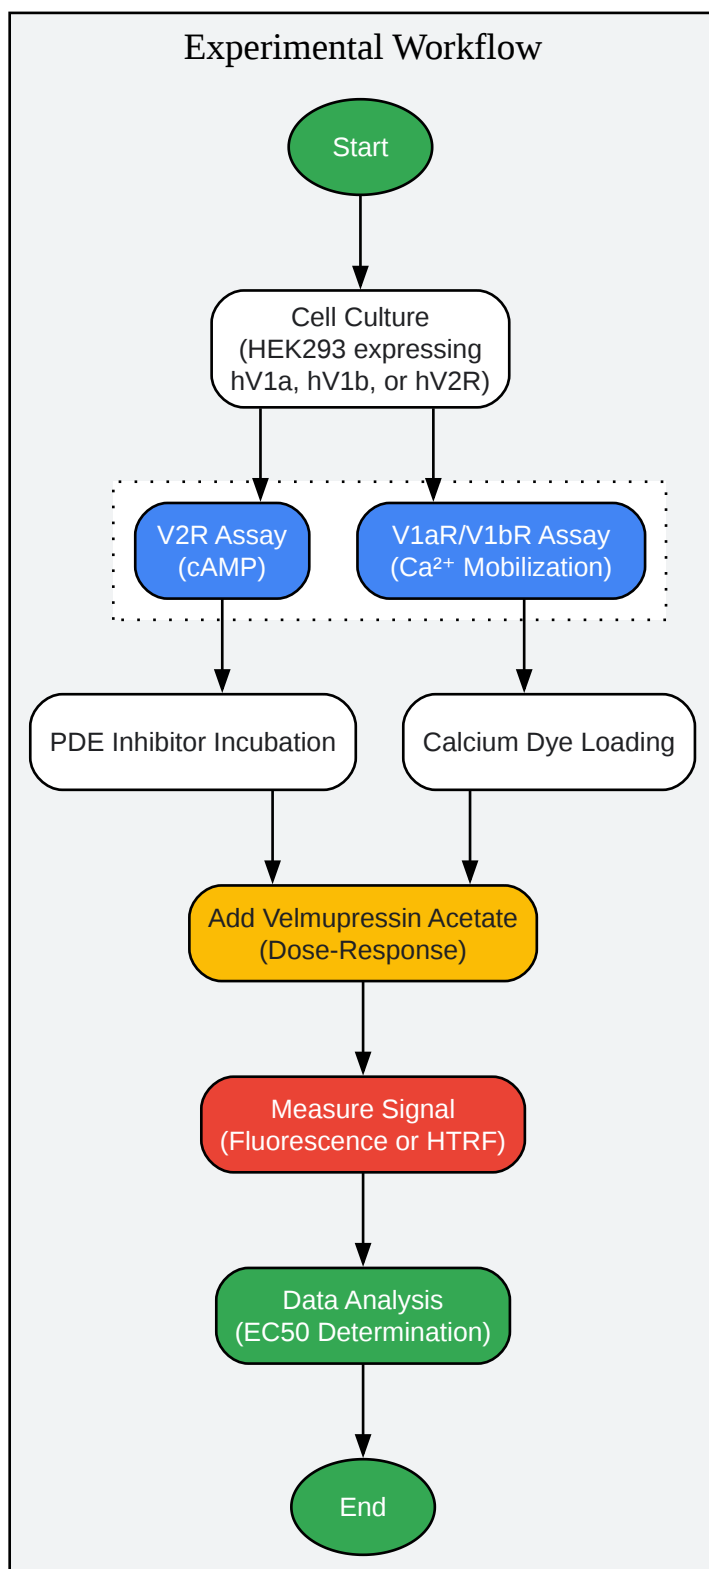 Experimental Workflow
Start
Cell Culture
(HEK293 expressing
hV1a, hV1b, or hV2R)
V2R Assay
(cAMP)
V1aR/V1bR Assay
(Ca²⁺ Mobilization)
PDE Inhibitor Incubation
Calcium Dye Loading
Add Velmupressin Acetate
(Dose-Response)
Measure Signal
(Fluorescence or HTRF)
Data Analysis
(EC50 Determination)
End